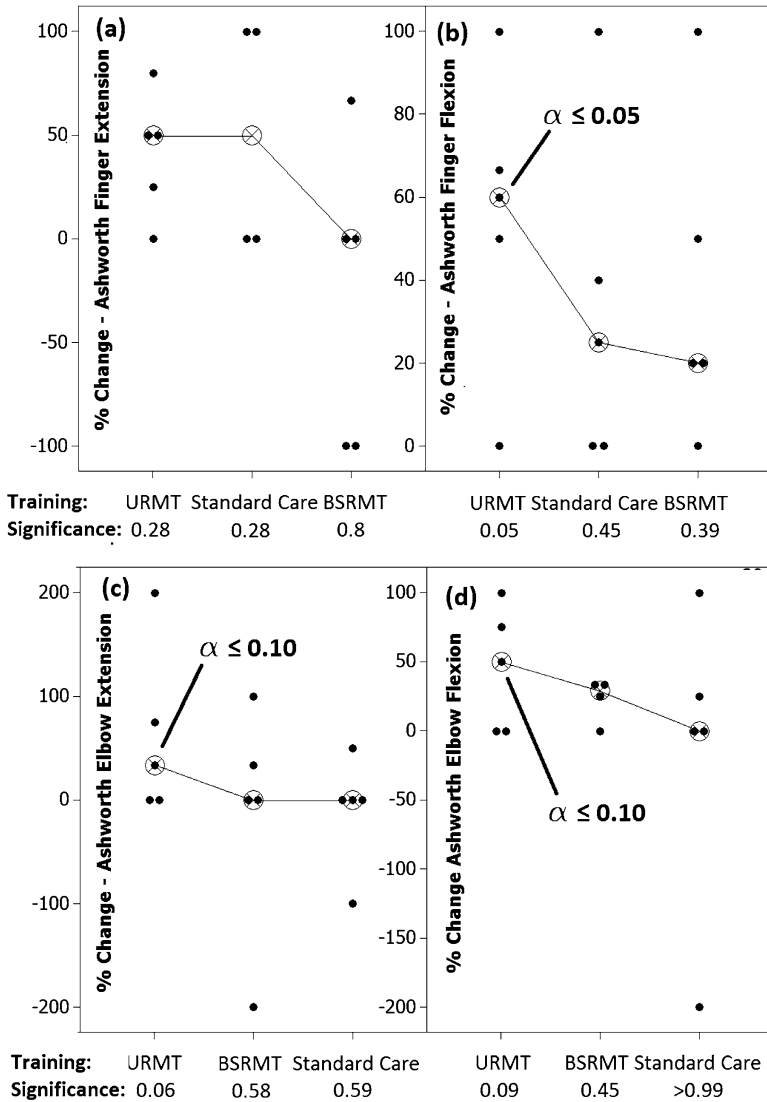 (a)
% Change - Ashworth Finger Extension
100
50
0
-50
-100
(b)
% Change - Ashworth Finger Flexion
100
80
60
40
20
0
α ≤ 0.05
Training: URMT Standard Care BSRMT
Significance: 0.28 0.28 0.8
URMT Standard Care BSRMT
0.05 0.45 0.39
(c)
% Change - Ashworth Elbow Extension
200
100
0
-100
-200
α ≤ 0.10
(d)
% Change Ashworth Elbow Flexion
100
50
0
-50
-100
-150
-200
α ≤ 0.10
Training: URMT BSRMT Standard Care
Significance: 0.06 0.58 0.59
URMT BSRMT Standard Care
0.09 0.45 >0.99